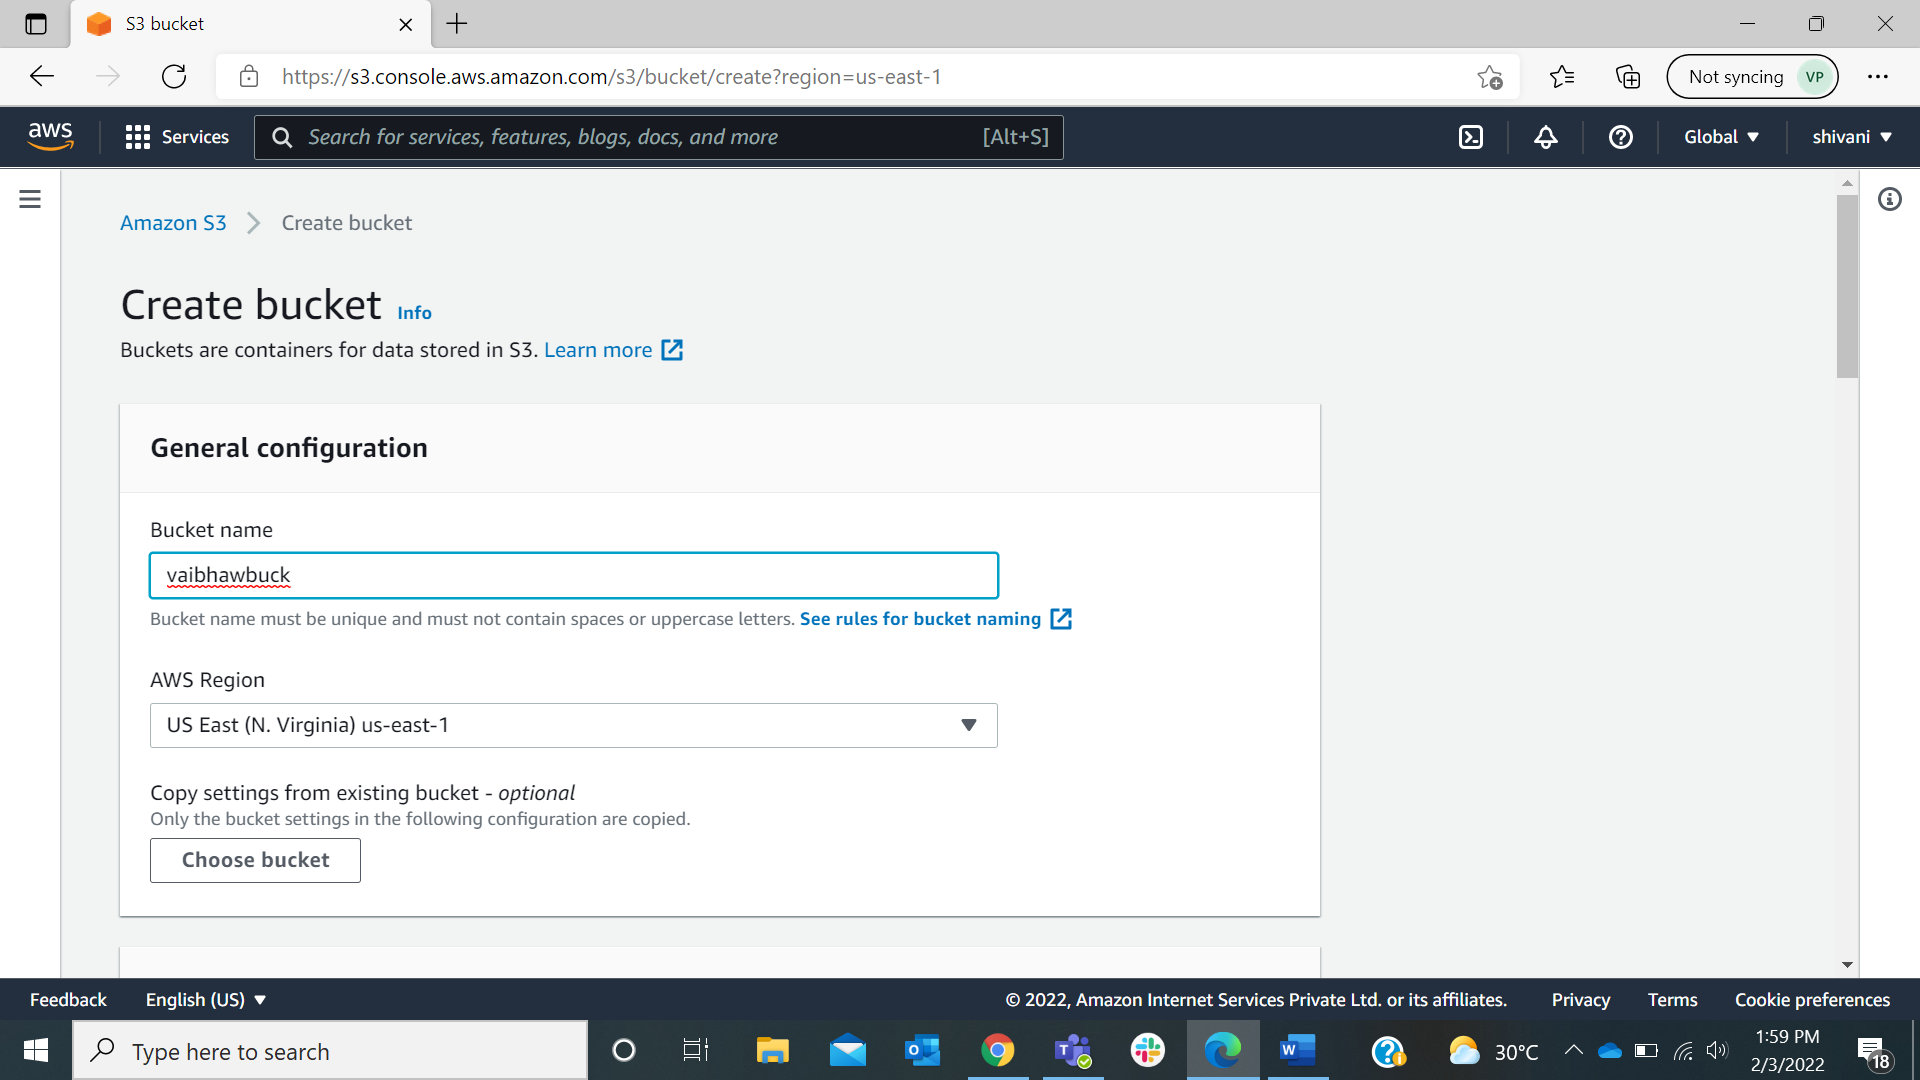 S3 bucket
https://s3.console.aws.amazon.com/s3/bucket/create?region=us-east-1
Not syncing VP
aws Services Search for services, features, blogs, docs, and more [Alt+S] Global shivani
Amazon S3 Create bucket
Create bucket Info
Buckets are containers for data stored in S3. Learn more
General configuration
Bucket name
vaibhawbuck
Bucket name must be unique and must not contain spaces or uppercase letters. See rules for bucket naming
AWS Region
US East (N. Virginia) us-east-1
Copy settings from existing bucket - optional
Only the bucket settings in the following configuration are copied.
Choose bucket
Feedback English (US) © 2022, Amazon Internet Services Private Ltd. or its affiliates. Privacy Terms Cookie preferences
Type here to search
30°C
1:59 PM
2/3/2022
18